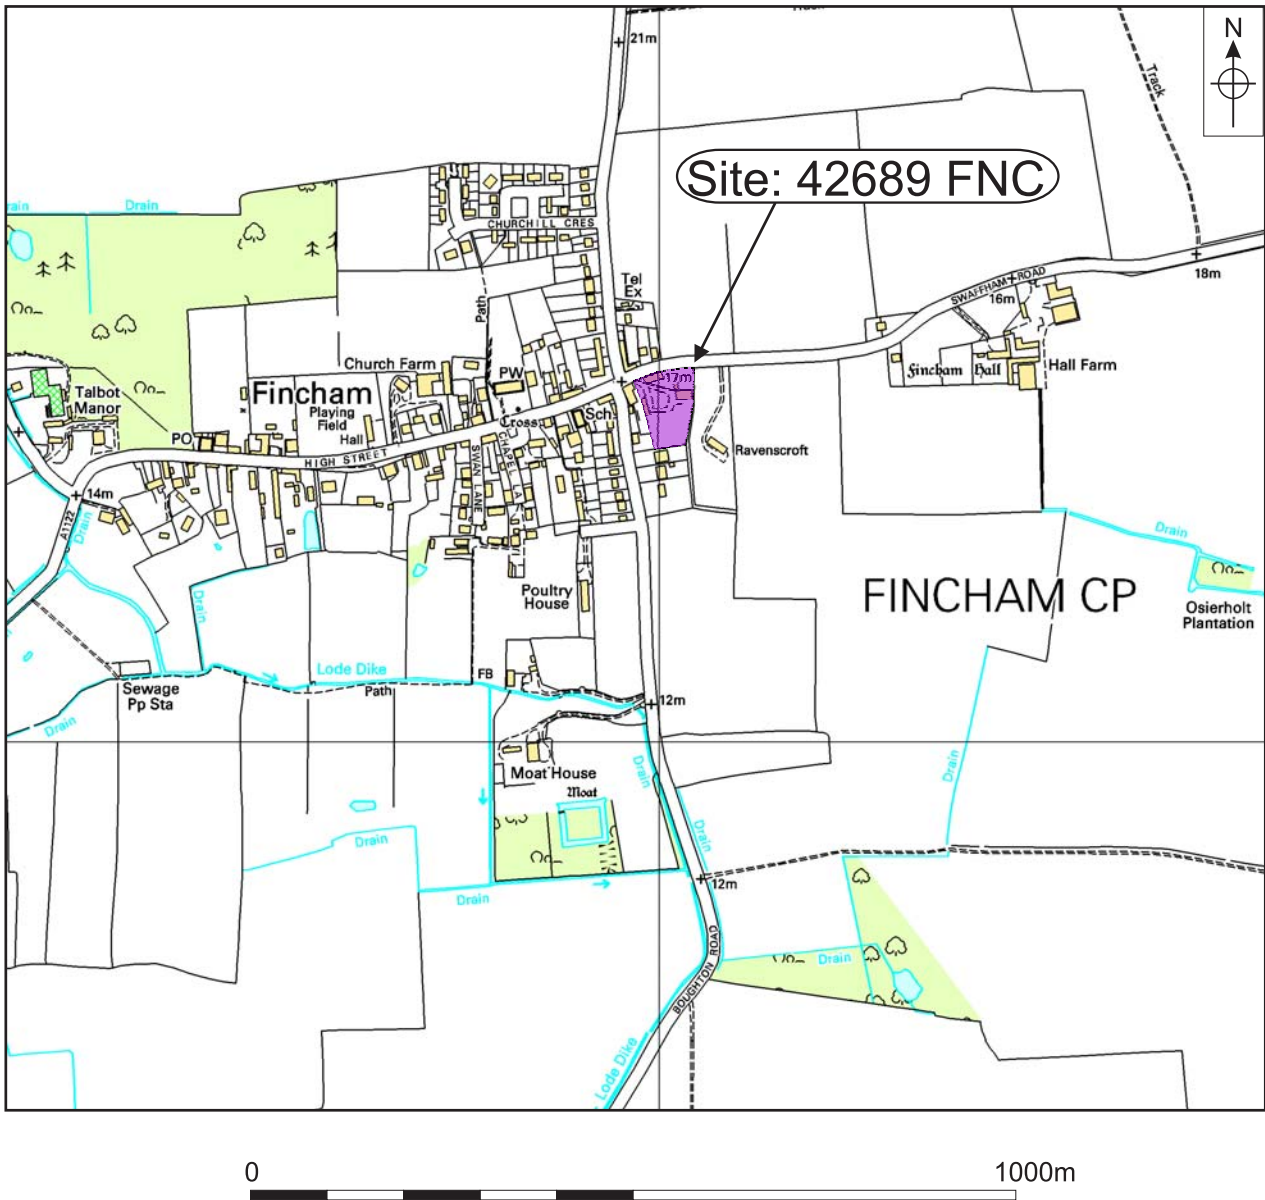 21m
N
Track
Site: 42689 FNC
rain
Drain
CHURCHILL CRES
Tel
Ex
Path
18m
SWAFFHAM ROAD
16m
Church Farm
PW
17m
Fincham Hall
Hall Farm
Talbot
Manor
Fincham
Playing
Field
Hall
Cross
Sch
PO
HIGH STREET
SWAN LANE
CHAPEL LA
Ravenscroft
14m
A1122
Drain
Drain
Drain
Poultry
House
FINCHAM CP
Osierholt
Plantation
Lode Dike
FB
Path
Sewage
Pp Sta
Drain
12m
Moat House
Moat
Drain
Drain
Drain
Drain
12m
Drain
Drain
BOUGHTON ROAD
Lode Dike
0
1000m